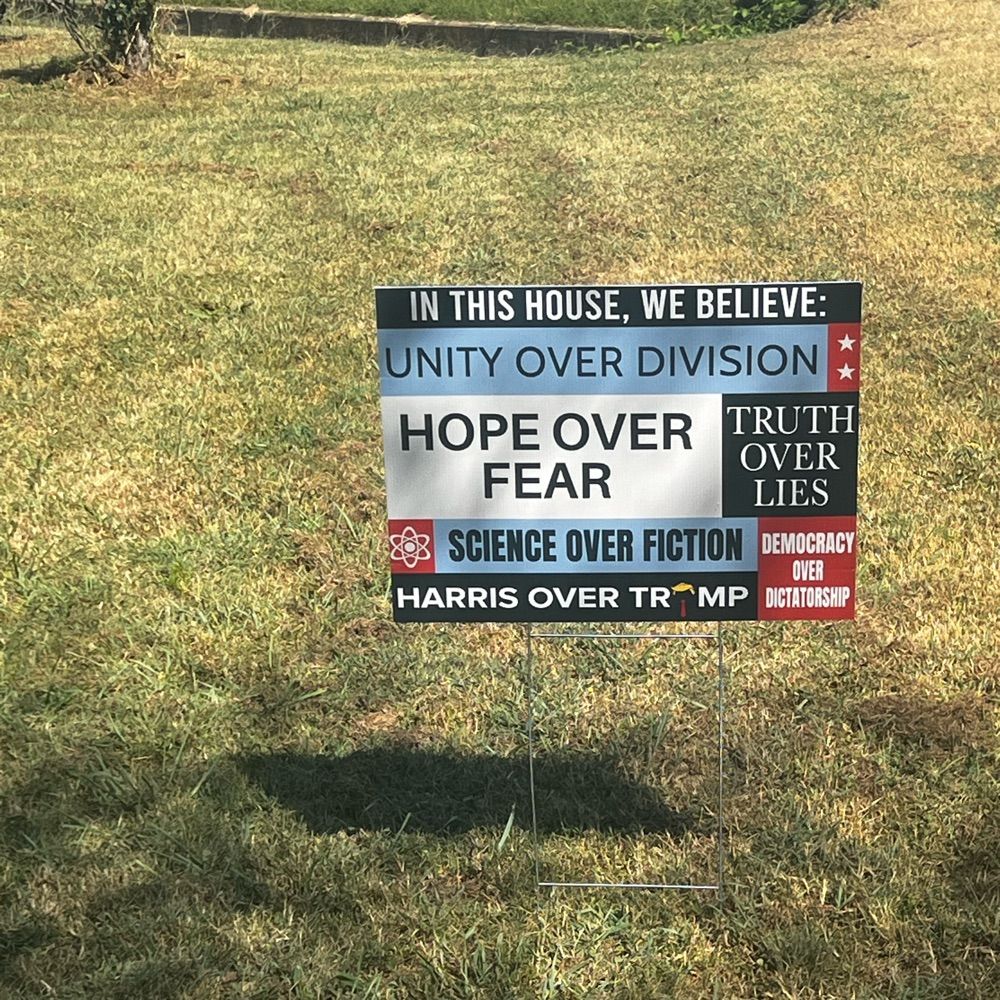 IN THIS HOUSE, WE BELIEVE:
UNITY OVER DIVISION
HOPE OVER
FEAR
TRUTH
OVER
LIES
SCIENCE OVER FICTION
DEMOCRACY
OVER
DICTATORSHIP
HARRIS OVER TRMP